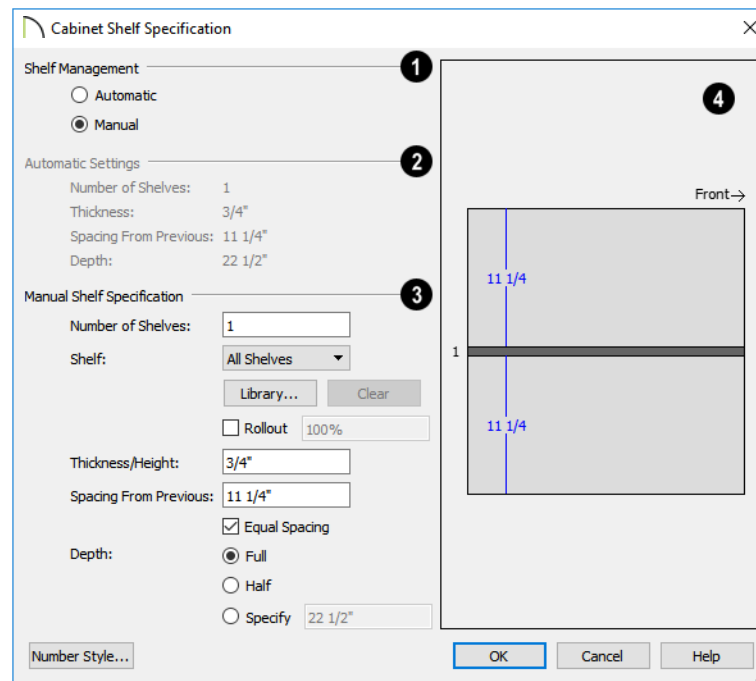 Cabinet Shelf Specification
Shelf Management 1
Automatic
Manual
Automatic Settings 2
Number of Shelves: 1
Thickness: 3/4"
Spacing From Previous: 11 1/4"
Depth: 22 1/2"
Manual Shelf Specification 3
Number of Shelves: 1
Shelf: All Shelves
Library... Clear
Rollout 100%
Thickness/Height: 3/4"
Spacing From Previous: 11 1/4"
Equal Spacing
Depth: Full
Half
Specify 22 1/2"
4
Front→
11 1/4
1
11 1/4
Number Style... OK Cancel Help